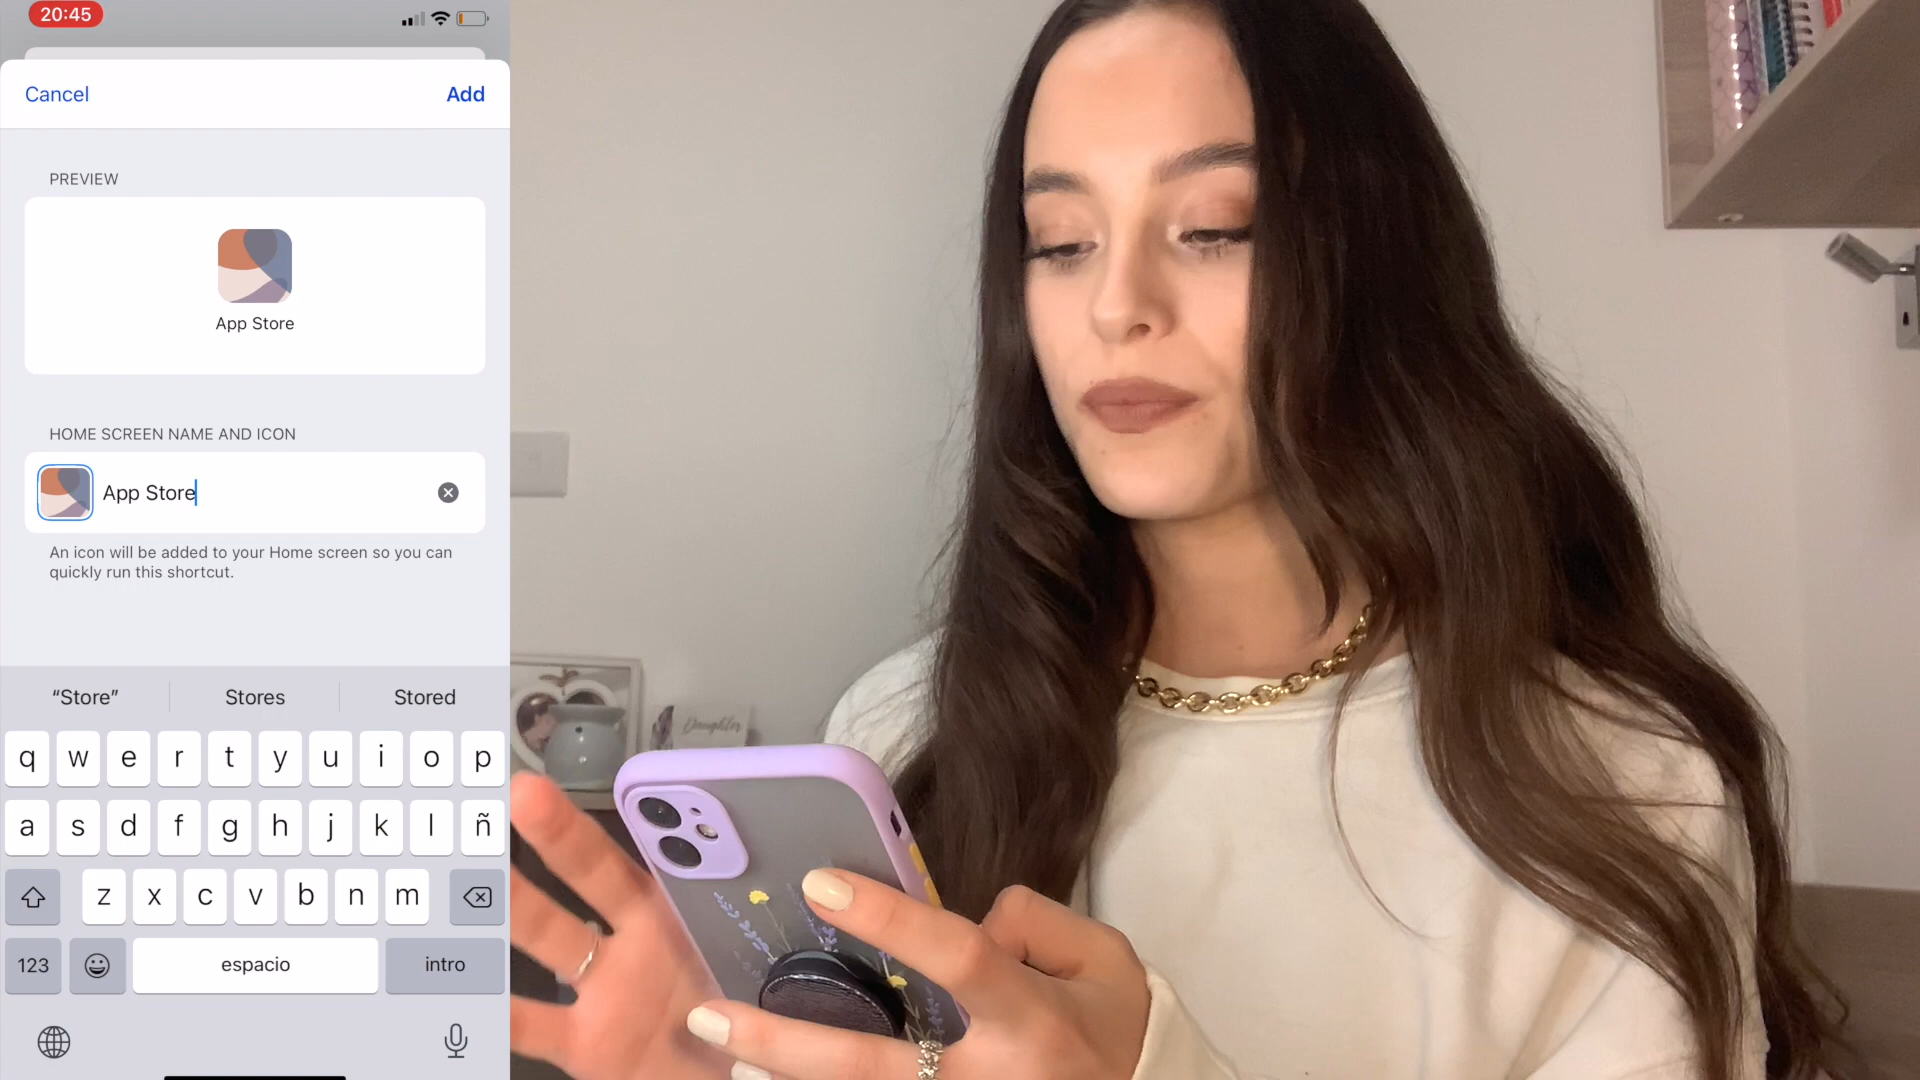 20:45
Cancel
Add
PREVIEW
App Store
HOME SCREEN NAME AND ICON
App Store
An icon will be added to your Home screen so you can
quickly run this shortcut.
“Store”
Stores
Stored
q w e r t y u i o p
a s d f g h j k l ñ
z x c v b n m
123
espacio
intro
Daughter